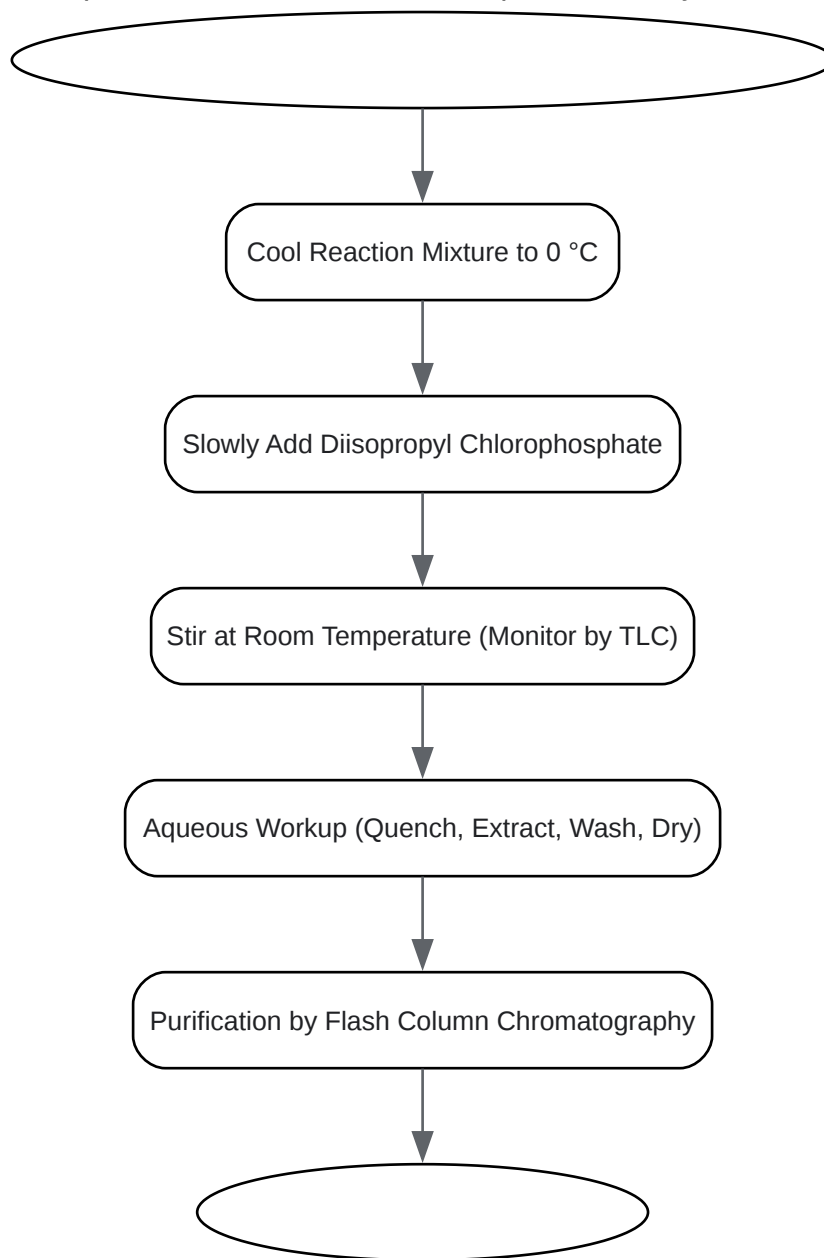 Cool Reaction Mixture to 0 °C
Slowly Add Diisopropyl Chlorophosphate
Stir at Room Temperature (Monitor by TLC)
Aqueous Workup (Quench, Extract, Wash, Dry)
Purification by Flash Column Chromatography